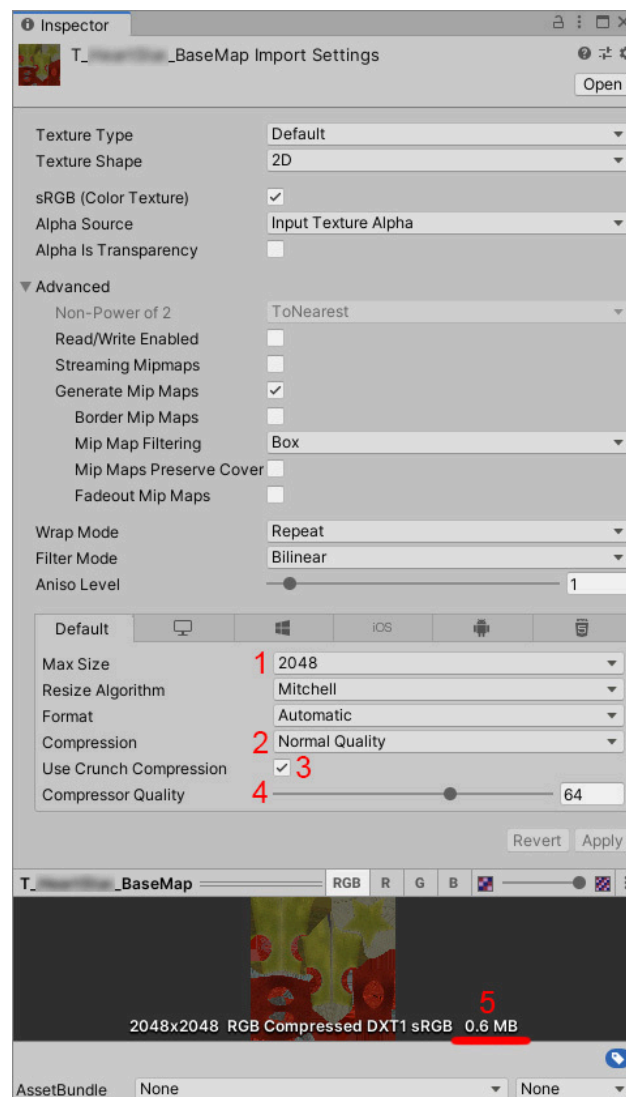 Inspector
T_ _BaseMap Import Settings
Open
Texture Type Default
Texture Shape 2D
sRGB (Color Texture)
Alpha Source Input Texture Alpha
Alpha Is Transparency
Advanced
Non-Power of 2 ToNearest
Read/Write Enabled
Streaming Mipmaps
Generate Mip Maps
Border Mip Maps
Mip Map Filtering Box
Mip Maps Preserve Cover
Fadeout Mip Maps
Wrap Mode Repeat
Filter Mode Bilinear
Aniso Level 1
Default iOS
Max Size 1 2048
Resize Algorithm Mitchell
Format Automatic
Compression 2 Normal Quality
Use Crunch Compression 3
Compressor Quality 4 64
Revert Apply
T_ _BaseMap RGB R G B
5
2048x2048 RGB Compressed DXT1 sRGB 0.6 MB
AssetBundle None None